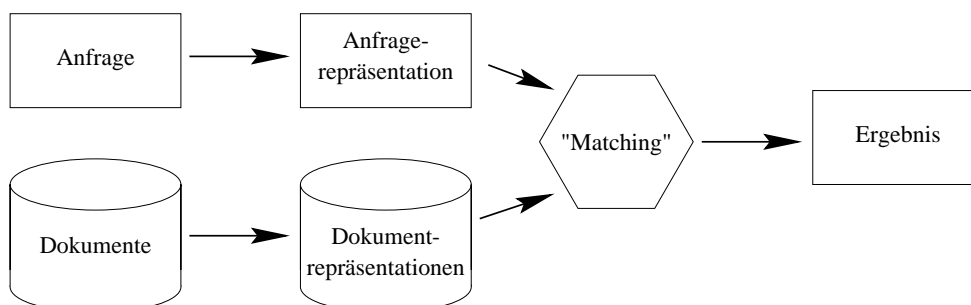 Anfrage
Anfrage-
repräsentation
"Matching"
Ergebnis
Dokumente
Dokument-
repräsentationen